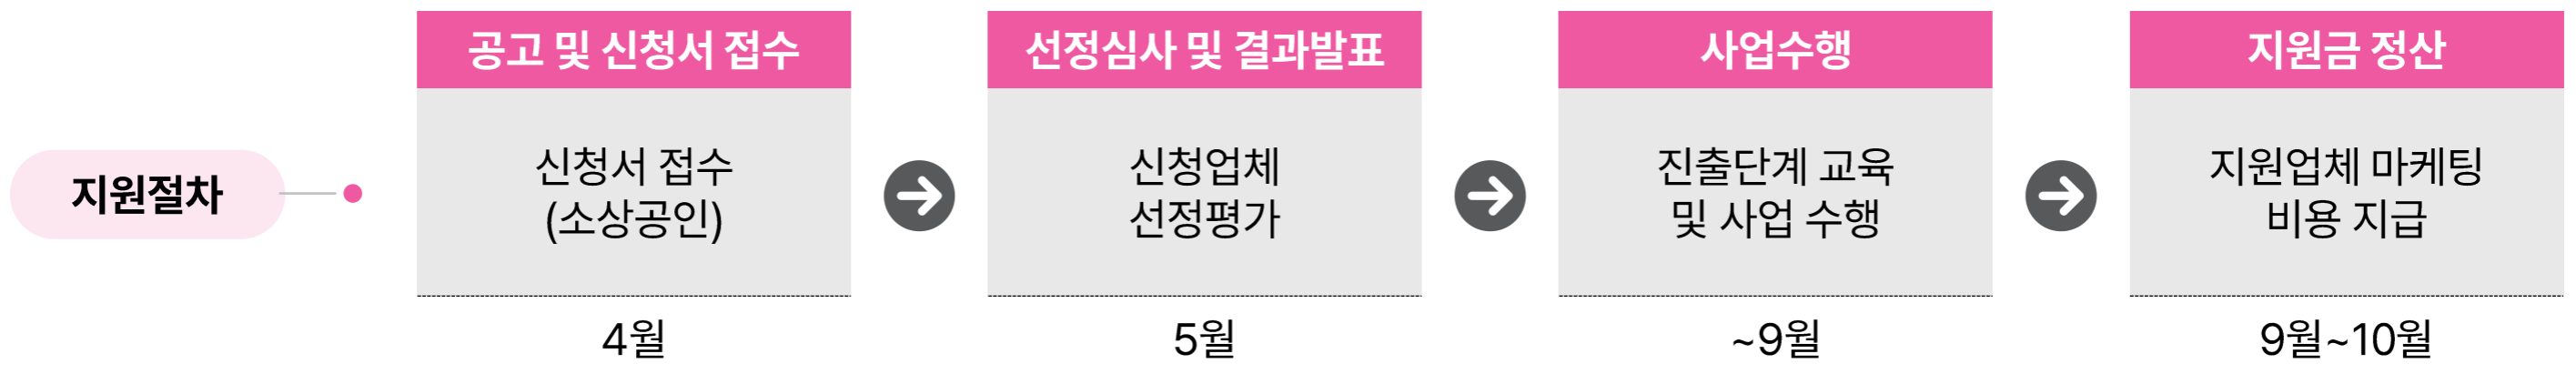 지원절차
공고 및 신청서 접수
신청서 접수
(소상공인)
4월
선정심사 및 결과발표
신청업체
선정평가
5월
사업수행
진출단계 교육
및 사업 수행
~9월
지원금 정산
지원업체 마케팅
비용 지급
9월~10월